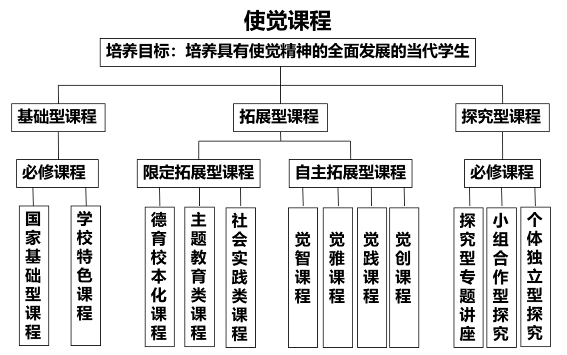 使觉课程
培养目标：培养具有使觉精神的全面发展的当代学生
基础型课程
拓展型课程
探究型课程
必修课程
限定拓展型课程
自主拓展型课程
必修课程
国家基础型课程
学校特色课程
德育校本化课程
主题教育类课程
社会实践类课程
觉智课程
觉雅课程
觉践课程
觉创课程
探究型专题讲座
小组合作型探究
个体独立型探究